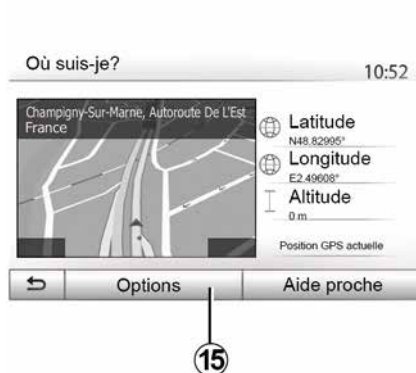 Où suis-je?
10:52
Champigny-Sur-Marne, Autoroute De L'Est
France
Latitude
N48.82995°
Longitude
E2.49608°
Altitude
0 m
Position GPS actuelle
Options
Aide proche
15